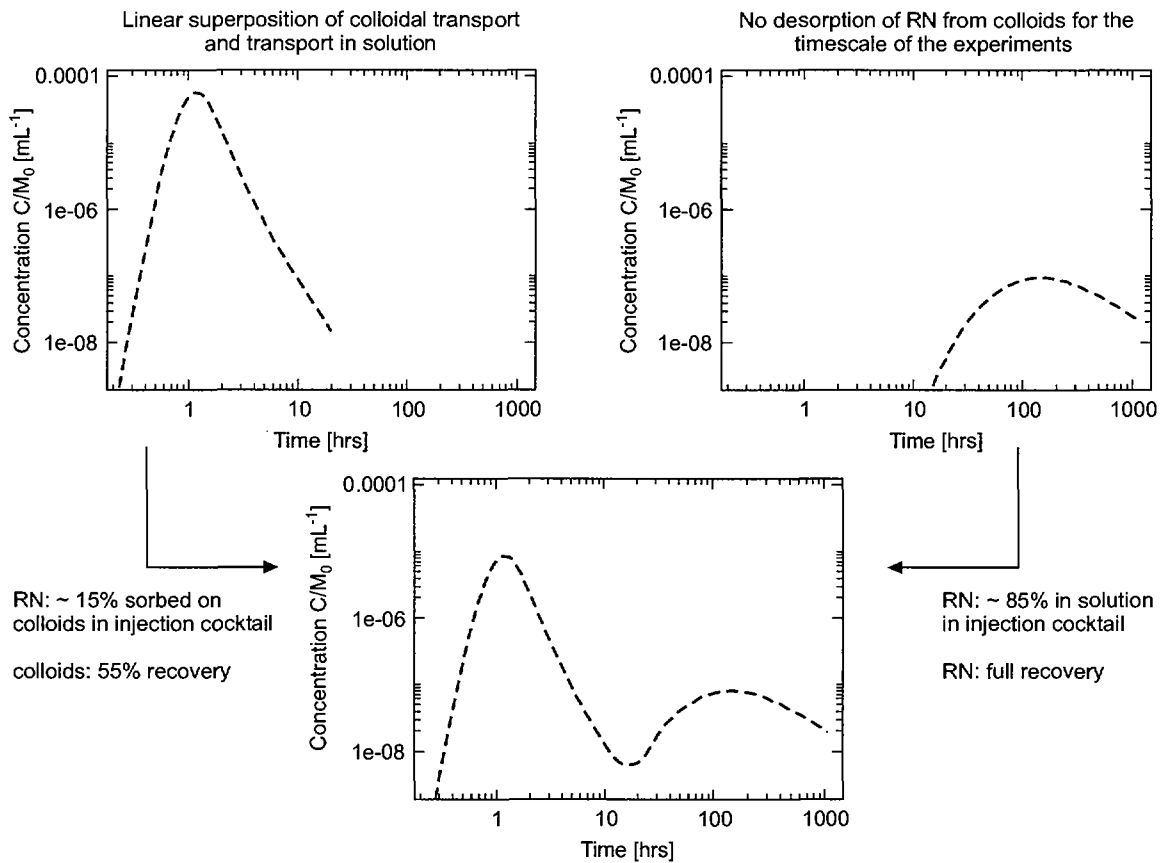 Linear superposition of colloidal transport
and transport in solution
No desorption of RN from colloids for the
timescale of the experiments
Concentration C/M₀ [mL⁻¹]
0.0001
1e-06
1e-08
1
10
100
1000
Time [hrs]
Concentration C/M₀ [mL⁻¹]
0.0001
1e-06
1e-08
1
10
100
1000
Time [hrs]
RN: ~ 15% sorbed on
colloids in injection cocktail
colloids: 55% recovery
Concentration C/M₀ [mL⁻¹]
0.0001
1e-06
1e-08
1
10
100
1000
Time [hrs]
RN: ~ 85% in solution
in injection cocktail
RN: full recovery